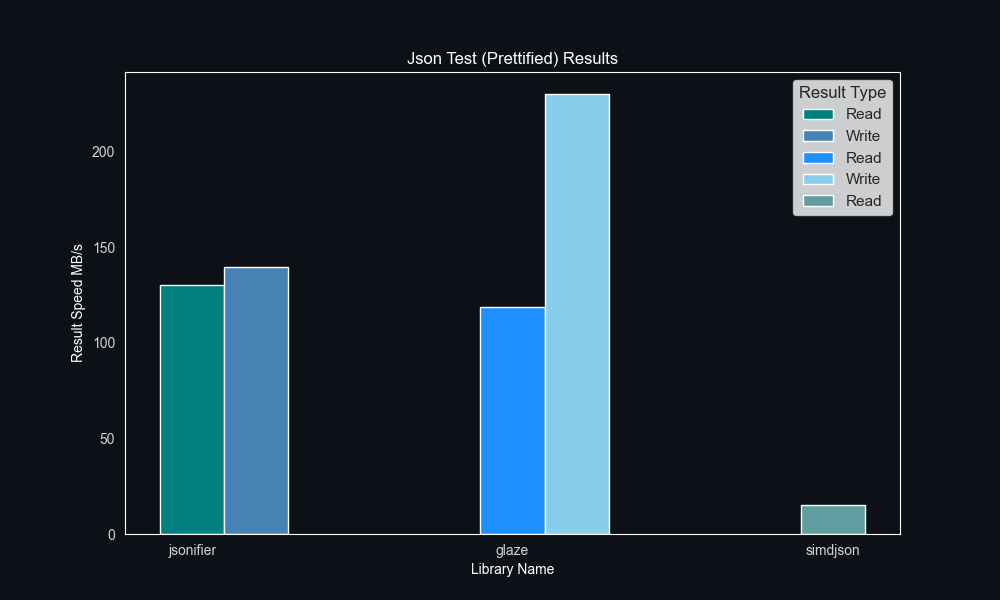 Json Test (Prettified) Results
Result Type
Read
Write
Read
Write
Read
200
150
100
50
0
Result Speed MB/s
jsonifier
glaze
simdjson
Library Name